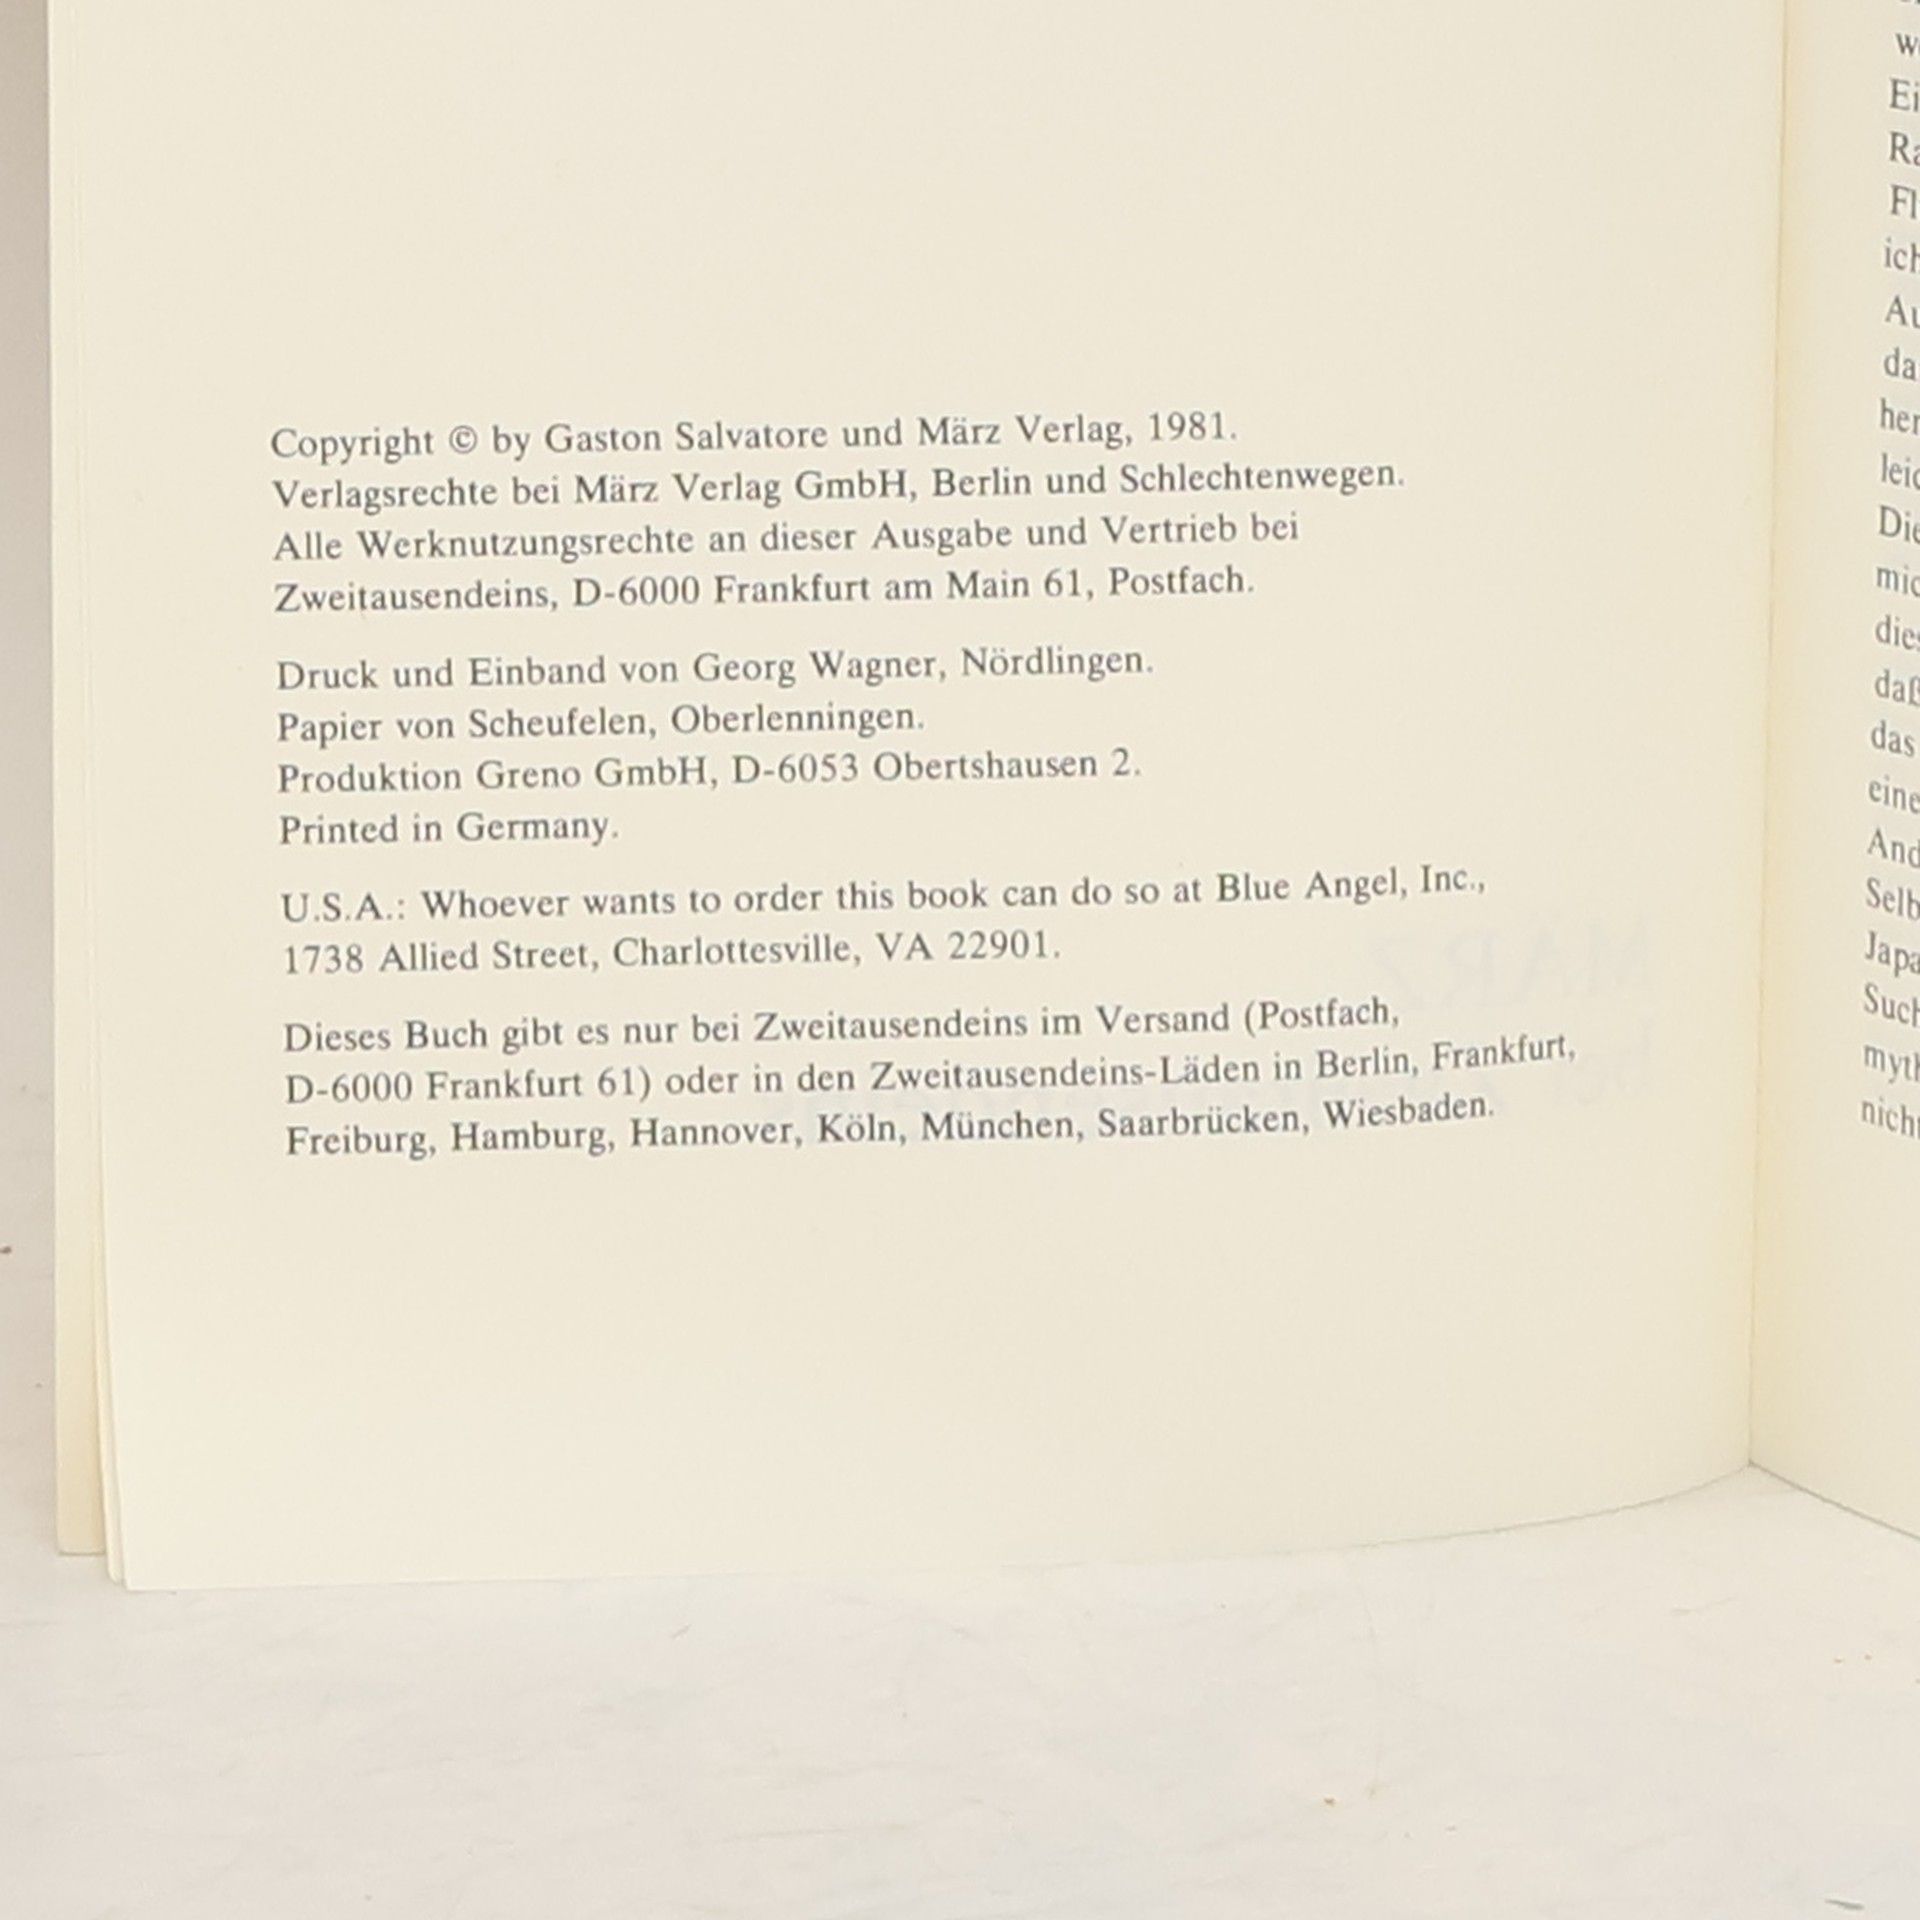 Copyright © by Gaston Salvatore und März Verlag, 1981.
Verlagsrechte bei März Verlag GmbH, Berlin und Schlechtenwegen.
Alle Werknutzungsrechte an dieser Ausgabe und Vertrieb bei
Zweitausendeins, D-6000 Frankfurt am Main 61, Postfach.
Druck und Einband von Georg Wagner, Nördlingen.
Papier von Scheufelen, Oberlenningen.
Produktion Greno GmbH, D-6053 Obertshausen 2.
Printed in Germany.
U.S.A.: Whoever wants to order this book can do so at Blue Angel, Inc.,
1738 Allied Street, Charlottesville, VA 22901.
Dieses Buch gibt es nur bei Zweitausendeins im Versand (Postfach,
D-6000 Frankfurt 61) oder in den Zweitausendeins-Läden in Berlin, Frankfurt,
Freiburg, Hamburg, Hannover, Köln, München, Saarbrücken, Wiesbaden.